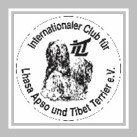 Internationaler Club für
Lhasa Apso und Tibet Terrier e.V.